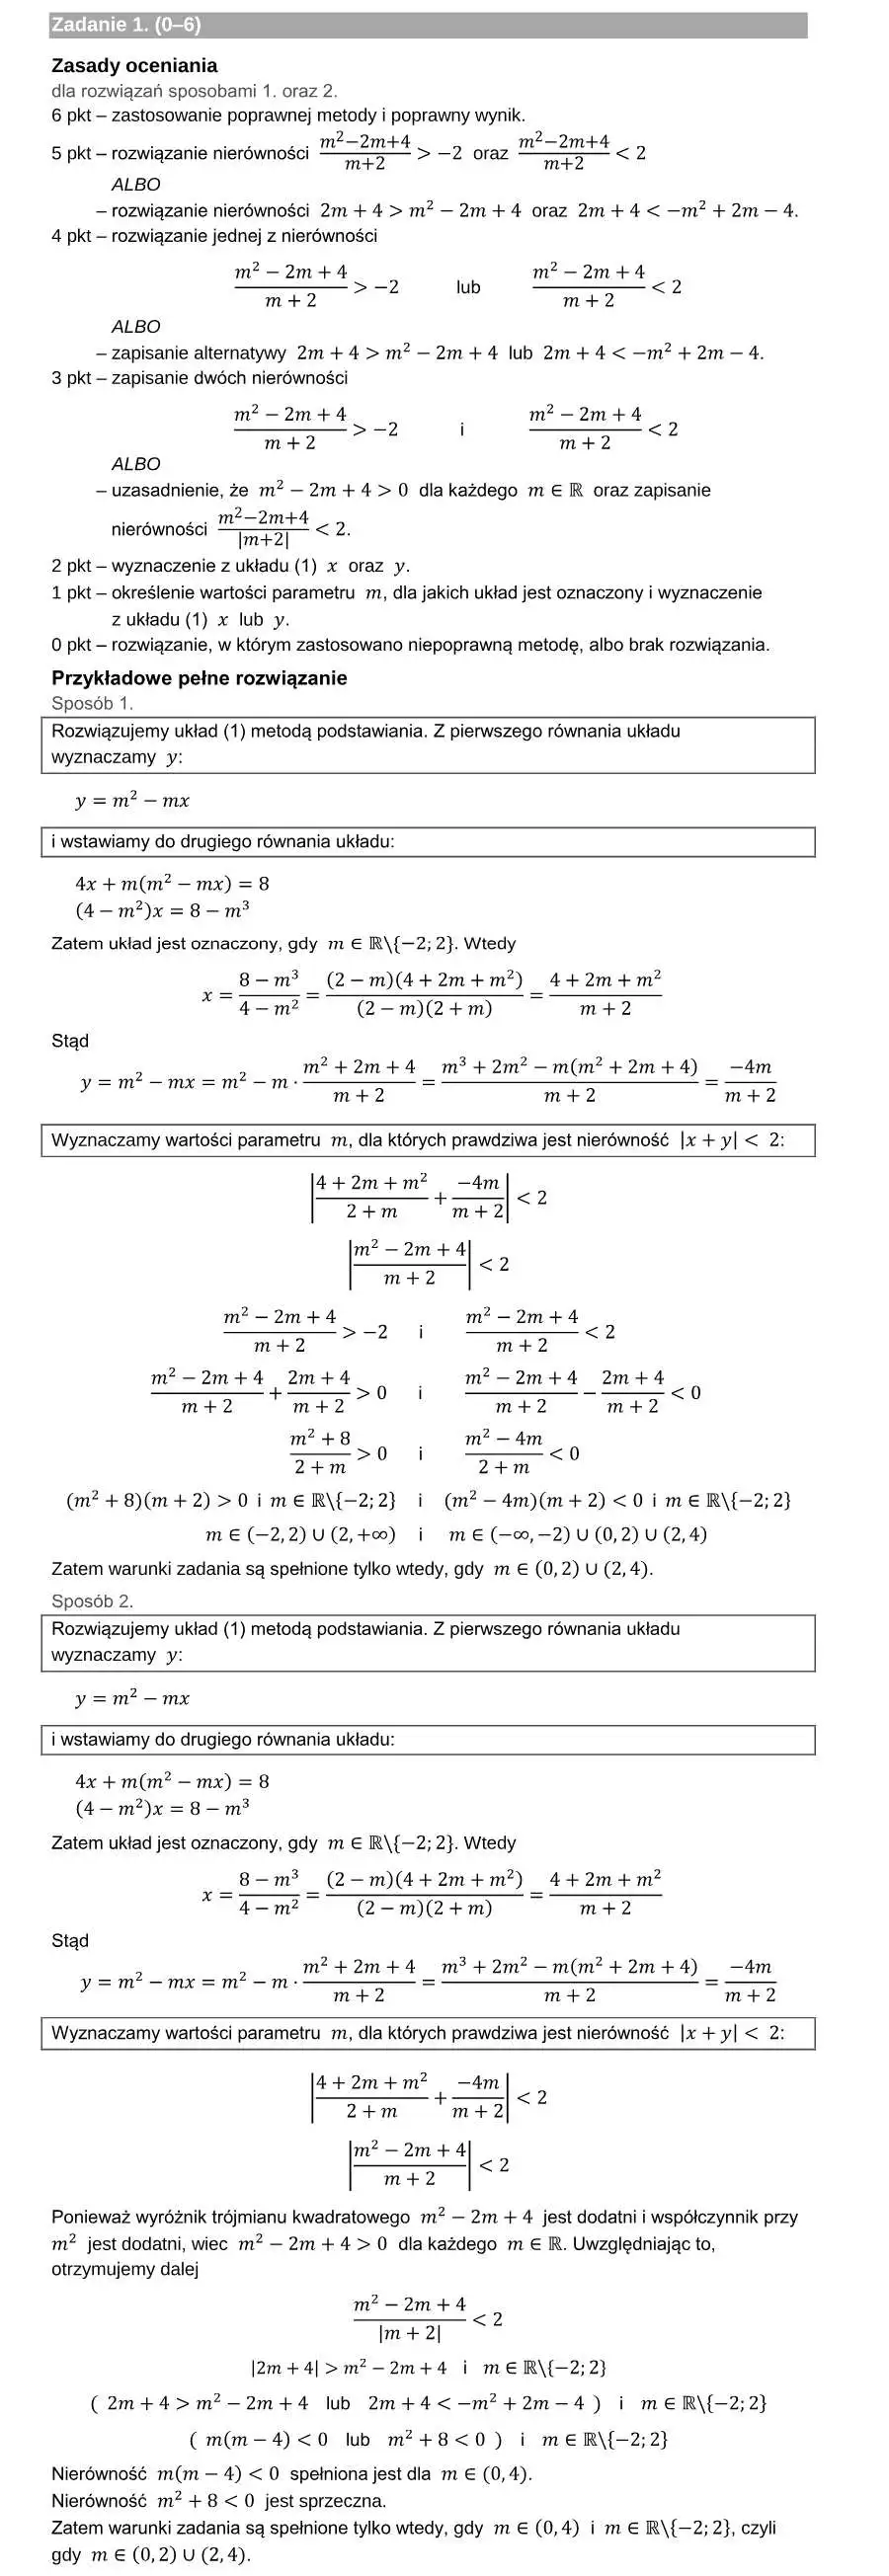 Zadanie 1. (0–6)
Zasady oceniania
dla rozwiązań sposobami 1. oraz 2.
6 pkt – zastosowanie poprawnej metody i poprawny wynik.
5 pkt – rozwiązanie nierówności (m²−2m+4)/(m+2) > −2 oraz (m²−2m+4)/(m+2) < 2
ALBO
– rozwiązanie nierówności 2m + 4 > m² − 2m + 4 oraz 2m + 4 < −m² + 2m − 4.
4 pkt – rozwiązanie jednej z nierówności
(m² − 2m + 4)/(m + 2) > −2 lub (m² − 2m + 4)/(m + 2) < 2
ALBO
– zapisanie alternatywy 2m + 4 > m² − 2m + 4 lub 2m + 4 < −m² + 2m − 4.
3 pkt – zapisanie dwóch nierówności
(m² − 2m + 4)/(m + 2) > −2 i (m² − 2m + 4)/(m + 2) < 2
ALBO
– uzasadnienie, że m² − 2m + 4 > 0 dla każdego m ∈ ℝ oraz zapisanie
nierówności (m²−2m+4)/|m+2| < 2.
2 pkt – wyznaczenie z układu (1) x oraz y.
1 pkt – określenie wartości parametru m, dla jakich układ jest oznaczony i wyznaczenie
z układu (1) x lub y.
0 pkt – rozwiązanie, w którym zastosowano niepoprawną metodę, albo brak rozwiązania.
Przykładowe pełne rozwiązanie
Sposób 1.
Rozwiązujemy układ (1) metodą podstawiania. Z pierwszego równania układu
wyznaczamy y:
y = m² − mx
i wstawiamy do drugiego równania układu:
4x + m(m² − mx) = 8
(4 − m²)x = 8 − m³
Zatem układ jest oznaczony, gdy m ∈ ℝ\{−2; 2}. Wtedy
x = (8 − m³)/(4 − m²) = ((2 − m)(4 + 2m + m²))/((2 − m)(2 + m)) = (4 + 2m + m²)/(m + 2)
Stąd
y = m² − mx = m² − m · (m² + 2m + 4)/(m + 2) = (m³ + 2m² − m(m² + 2m + 4))/(m + 2) = (−4m)/(m + 2)
Wyznaczamy wartości parametru m, dla których prawdziwa jest nierówność |x + y| < 2:
|(4 + 2m + m²)/(2 + m) + (−4m)/(m + 2)| < 2
|(m² − 2m + 4)/(m + 2)| < 2
(m² − 2m + 4)/(m + 2) > −2 i (m² − 2m + 4)/(m + 2) < 2
(m² − 2m + 4)/(m + 2) + (2m + 4)/(m + 2) > 0 i (m² − 2m + 4)/(m + 2) − (2m + 4)/(m + 2) < 0
(m² + 8)/(2 + m) > 0 i (m² − 4m)/(2 + m) < 0
(m² + 8)(m + 2) > 0 i m ∈ ℝ\{−2; 2} i (m² − 4m)(m + 2) < 0 i m ∈ ℝ\{−2; 2}
m ∈ (−2, 2) ∪ (2, +∞) i m ∈ (−∞, −2) ∪ (0, 2) ∪ (2, 4)
Zatem warunki zadania są spełnione tylko wtedy, gdy m ∈ (0, 2) ∪ (2, 4).
Sposób 2.
Rozwiązujemy układ (1) metodą podstawiania. Z pierwszego równania układu
wyznaczamy y:
y = m² − mx
i wstawiamy do drugiego równania układu:
4x + m(m² − mx) = 8
(4 − m²)x = 8 − m³
Zatem układ jest oznaczony, gdy m ∈ ℝ\{−2; 2}. Wtedy
x = (8 − m³)/(4 − m²) = ((2 − m)(4 + 2m + m²))/((2 − m)(2 + m)) = (4 + 2m + m²)/(m + 2)
Stąd
y = m² − mx = m² − m · (m² + 2m + 4)/(m + 2) = (m³ + 2m² − m(m² + 2m + 4))/(m + 2) = (−4m)/(m + 2)
Wyznaczamy wartości parametru m, dla których prawdziwa jest nierówność |x + y| < 2:
|(4 + 2m + m²)/(2 + m) + (−4m)/(m + 2)| < 2
|(m² − 2m + 4)/(m + 2)| < 2
Ponieważ wyróżnik trójmianu kwadratowego m² − 2m + 4 jest dodatni i współczynnik przy
m² jest dodatni, wiec m² − 2m + 4 > 0 dla każdego m ∈ ℝ. Uwzględniając to,
otrzymujemy dalej
(m² − 2m + 4)/|m + 2| < 2
|2m + 4| > m² − 2m + 4 i m ∈ ℝ\{−2; 2}
( 2m + 4 > m² − 2m + 4 lub 2m + 4 < −m² + 2m − 4 ) i m ∈ ℝ\{−2; 2}
( m(m − 4) < 0 lub m² + 8 < 0 ) i m ∈ ℝ\{−2; 2}
Nierówność m(m − 4) < 0 spełniona jest dla m ∈ (0, 4).
Nierówność m² + 8 < 0 jest sprzeczna.
Zatem warunki zadania są spełnione tylko wtedy, gdy m ∈ (0, 4) i m ∈ ℝ\{−2; 2}, czyli
gdy m ∈ (0, 2) ∪ (2, 4).